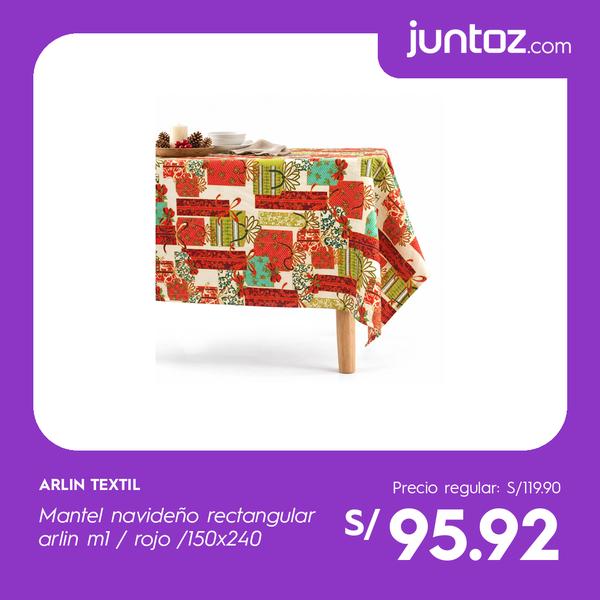 juntoz.com
ARLIN TEXTIL
Mantel navideño rectangular
arlin m1 / rojo /150x240
Precio regular: S/119.90
S/95.92